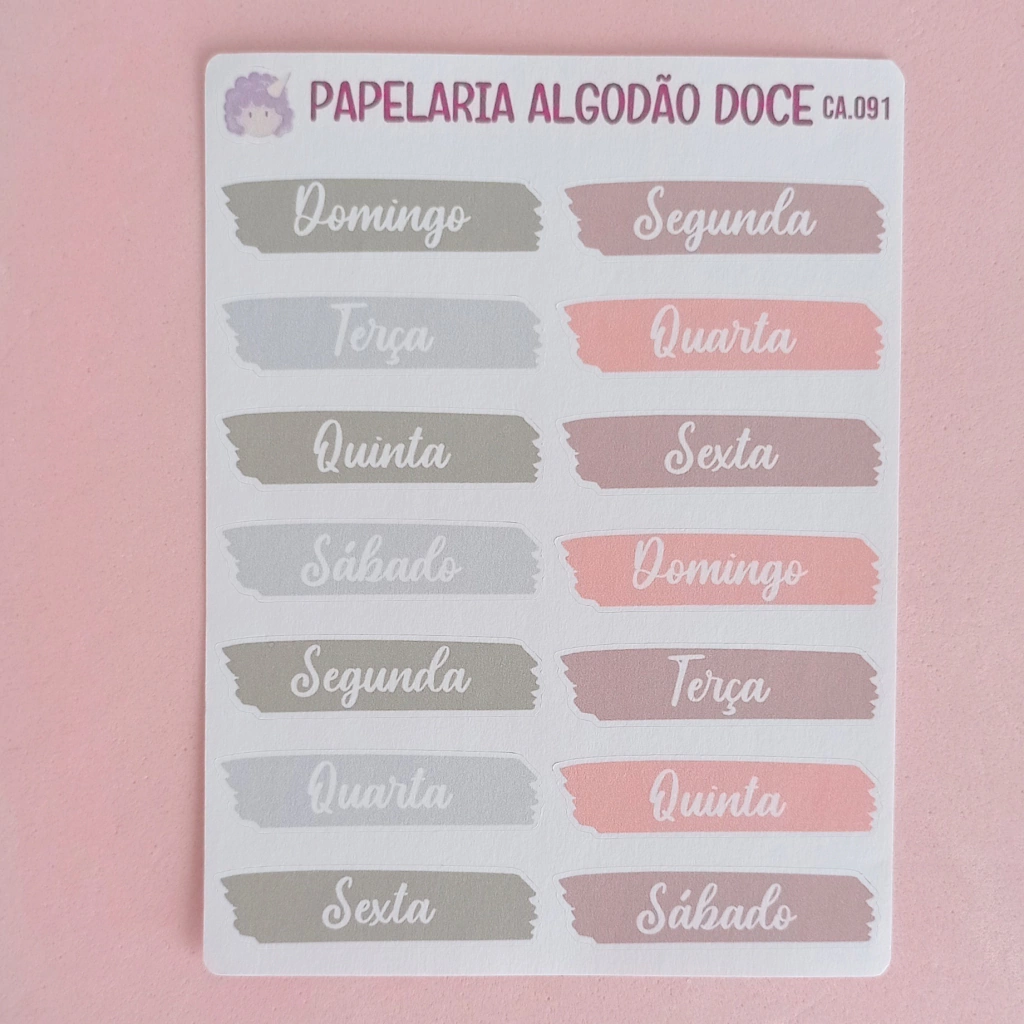 PAPELARIA ALGODÃO DOCE CA.091
Domingo Segunda
Terça Quarta
Quinta Sexta
Sábado Domingo
Segunda Terça
Quarta Quinta
Sexta Sábado